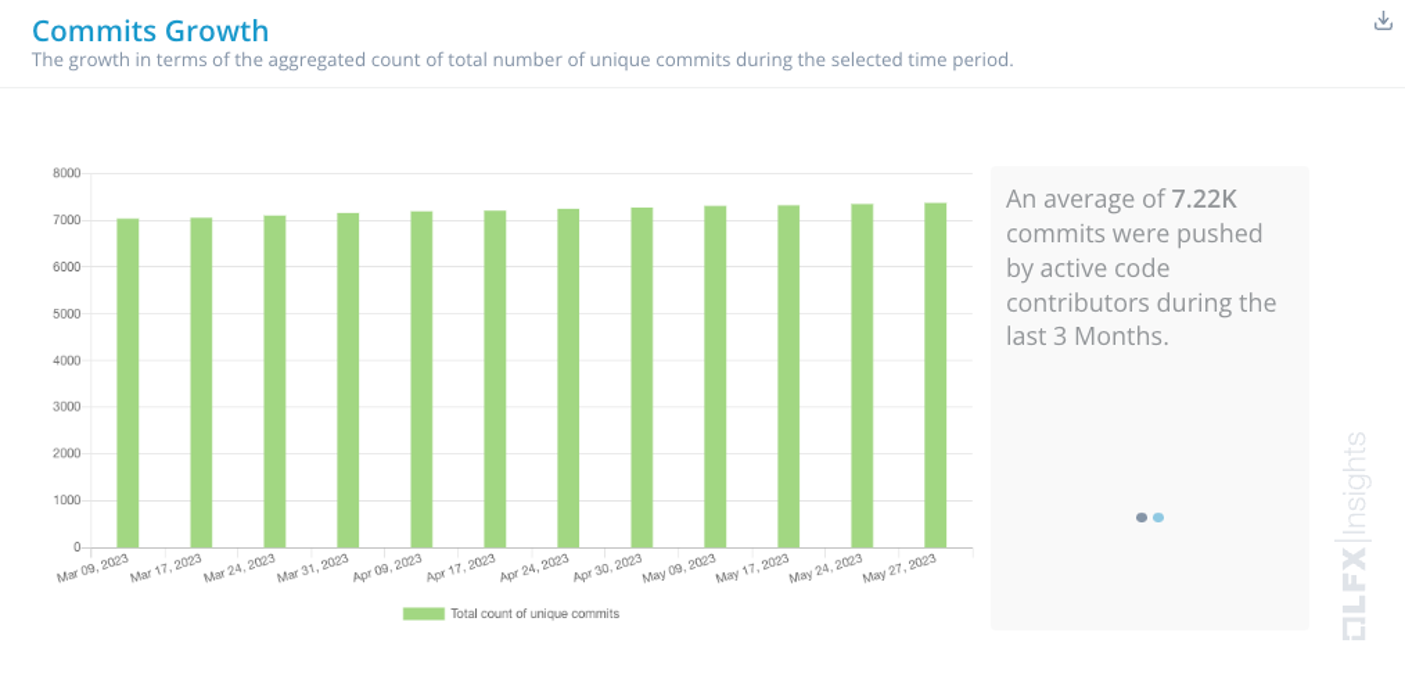 Commits Growth
The growth in terms of the aggregated count of total number of unique commits during the selected time period.
8000
7000
6000
5000
4000
3000
2000
1000
0
Mar 09, 2023
Mar 17, 2023
Mar 24, 2023
Mar 31, 2023
Apr 09, 2023
Apr 17, 2023
Apr 24, 2023
Apr 30, 2023
May 09, 2023
May 17, 2023
May 24, 2023
May 27, 2023
Total count of unique commits
An average of 7.22K
commits were pushed
by active code
contributors during the
last 3 Months.
LFX|Insights